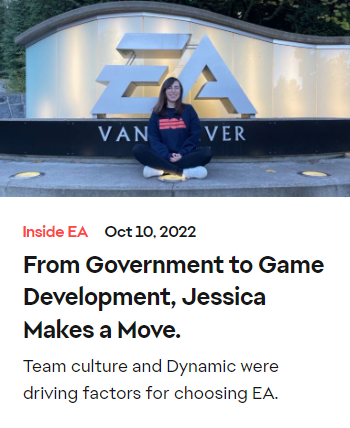 EA
VAN VER
Inside EA Oct 10, 2022
From Government to Game
Development, Jessica
Makes a Move.
Team culture and Dynamic were
driving factors for choosing EA.